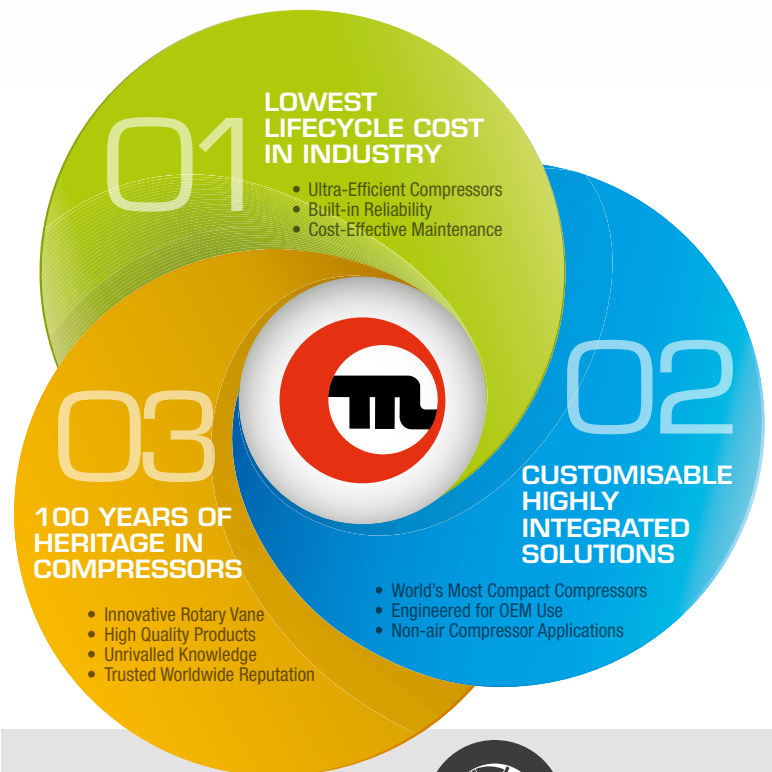 01
LOWEST
LIFECYCLE COST
IN INDUSTRY
• Ultra-Efficient Compressors
• Built-in Reliability
• Cost-Effective Maintenance
02
CUSTOMISABLE
HIGHLY
INTEGRATED
SOLUTIONS
• World's Most Compact Compressors
• Engineered for OEM Use
• Non-air Compressor Applications
03
100 YEARS OF
HERITAGE IN
COMPRESSORS
• Innovative Rotary Vane
• High Quality Products
• Unrivalled Knowledge
• Trusted Worldwide Reputation